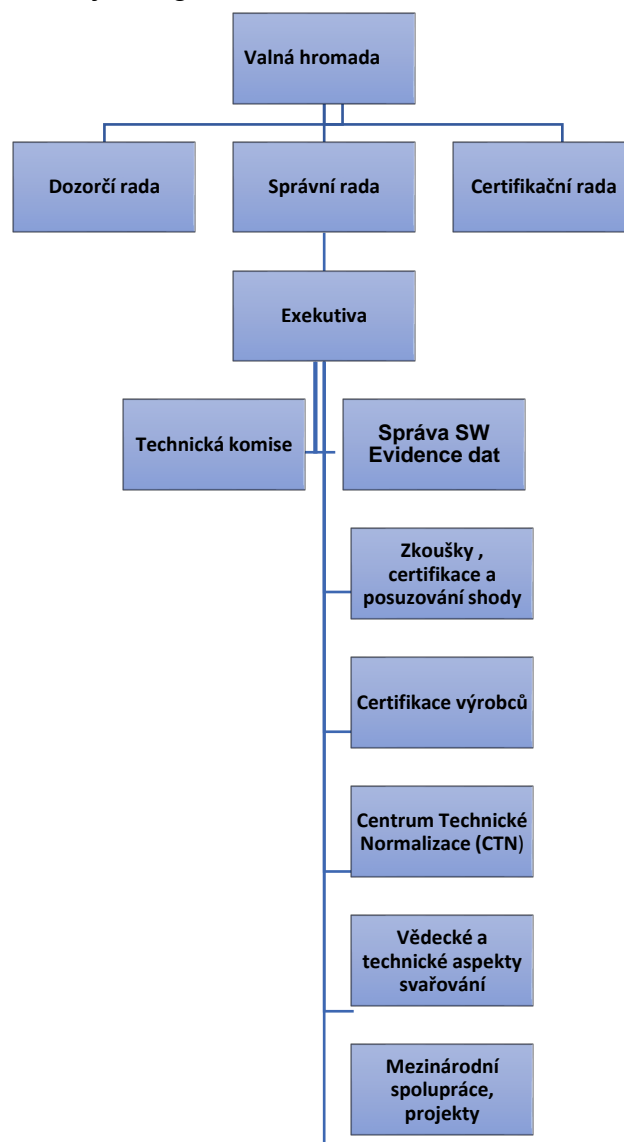 Valná hromada
Dozorčí rada
Správní rada
Certifikační rada
Exekutiva
Technická komise
Správa SW
Evidence dat
Zkoušky ,
certifikace a
posuzování shody
Certifikace výrobců
Centrum Technické
Normalizace (CTN)
Vědecké a
technické aspekty
svařování
Mezinárodní
spolupráce,
projekty